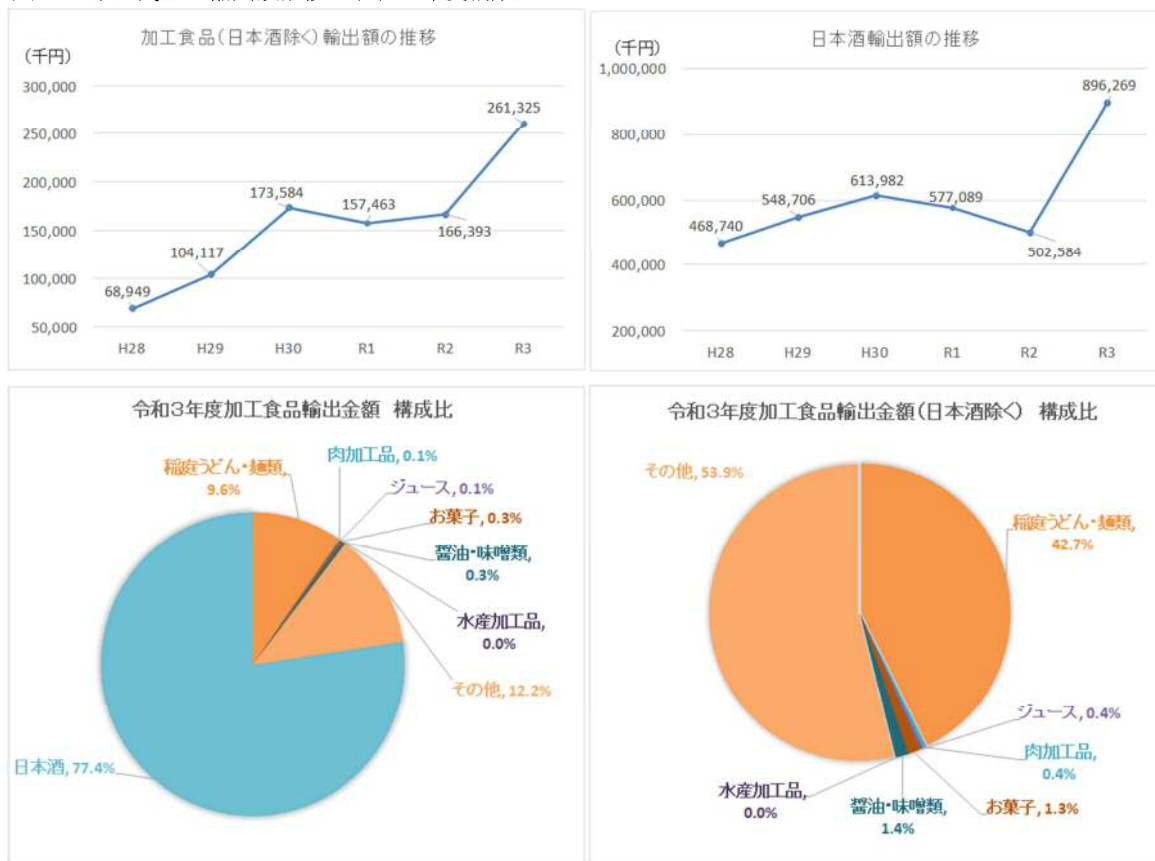 加工食品(日本酒除く)輸出額の推移
(千円)
300,000
250,000
200,000
150,000
100,000
50,000
68,949
104,117
173,584
157,463
166,393
261,325
H28
H29
H30
R1
R2
R3
日本酒輸出額の推移
(千円)
1,000,000
800,000
600,000
400,000
200,000
468,740
548,706
613,982
577,089
502,584
896,269
H28
H29
H30
R1
R2
R3
令和3年度加工食品輸出金額 構成比
稲庭うどん・麺類,
9.6%
肉加工品, 0.1%
ジュース, 0.1%
お菓子, 0.3%
醤油・味噌類,
0.3%
水産加工品,
0.0%
その他, 12.2%
日本酒, 77.4%
令和3年度加工食品輸出金額(日本酒除く) 構成比
その他, 53.9%
稲庭うどん・麺類,
42.7%
ジュース, 0.4%
肉加工品,
0.4%
お菓子, 1.3%
醤油・味噌類,
1.4%
水産加工品,
0.0%